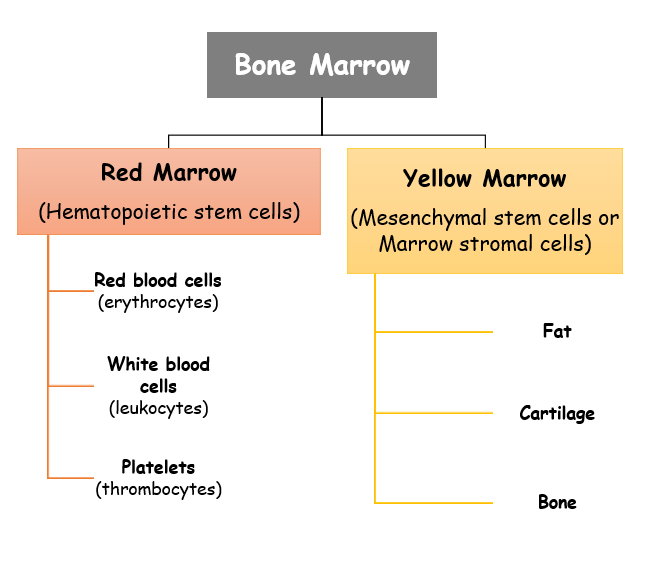 Bone Marrow
Red Marrow
(Hematopoietic stem cells)
Red blood cells
(erythrocytes)
White blood
cells
(leukocytes)
Platelets
(thrombocytes)
Yellow Marrow
(Mesenchymal stem cells or
Marrow stromal cells)
Fat
Cartilage
Bone